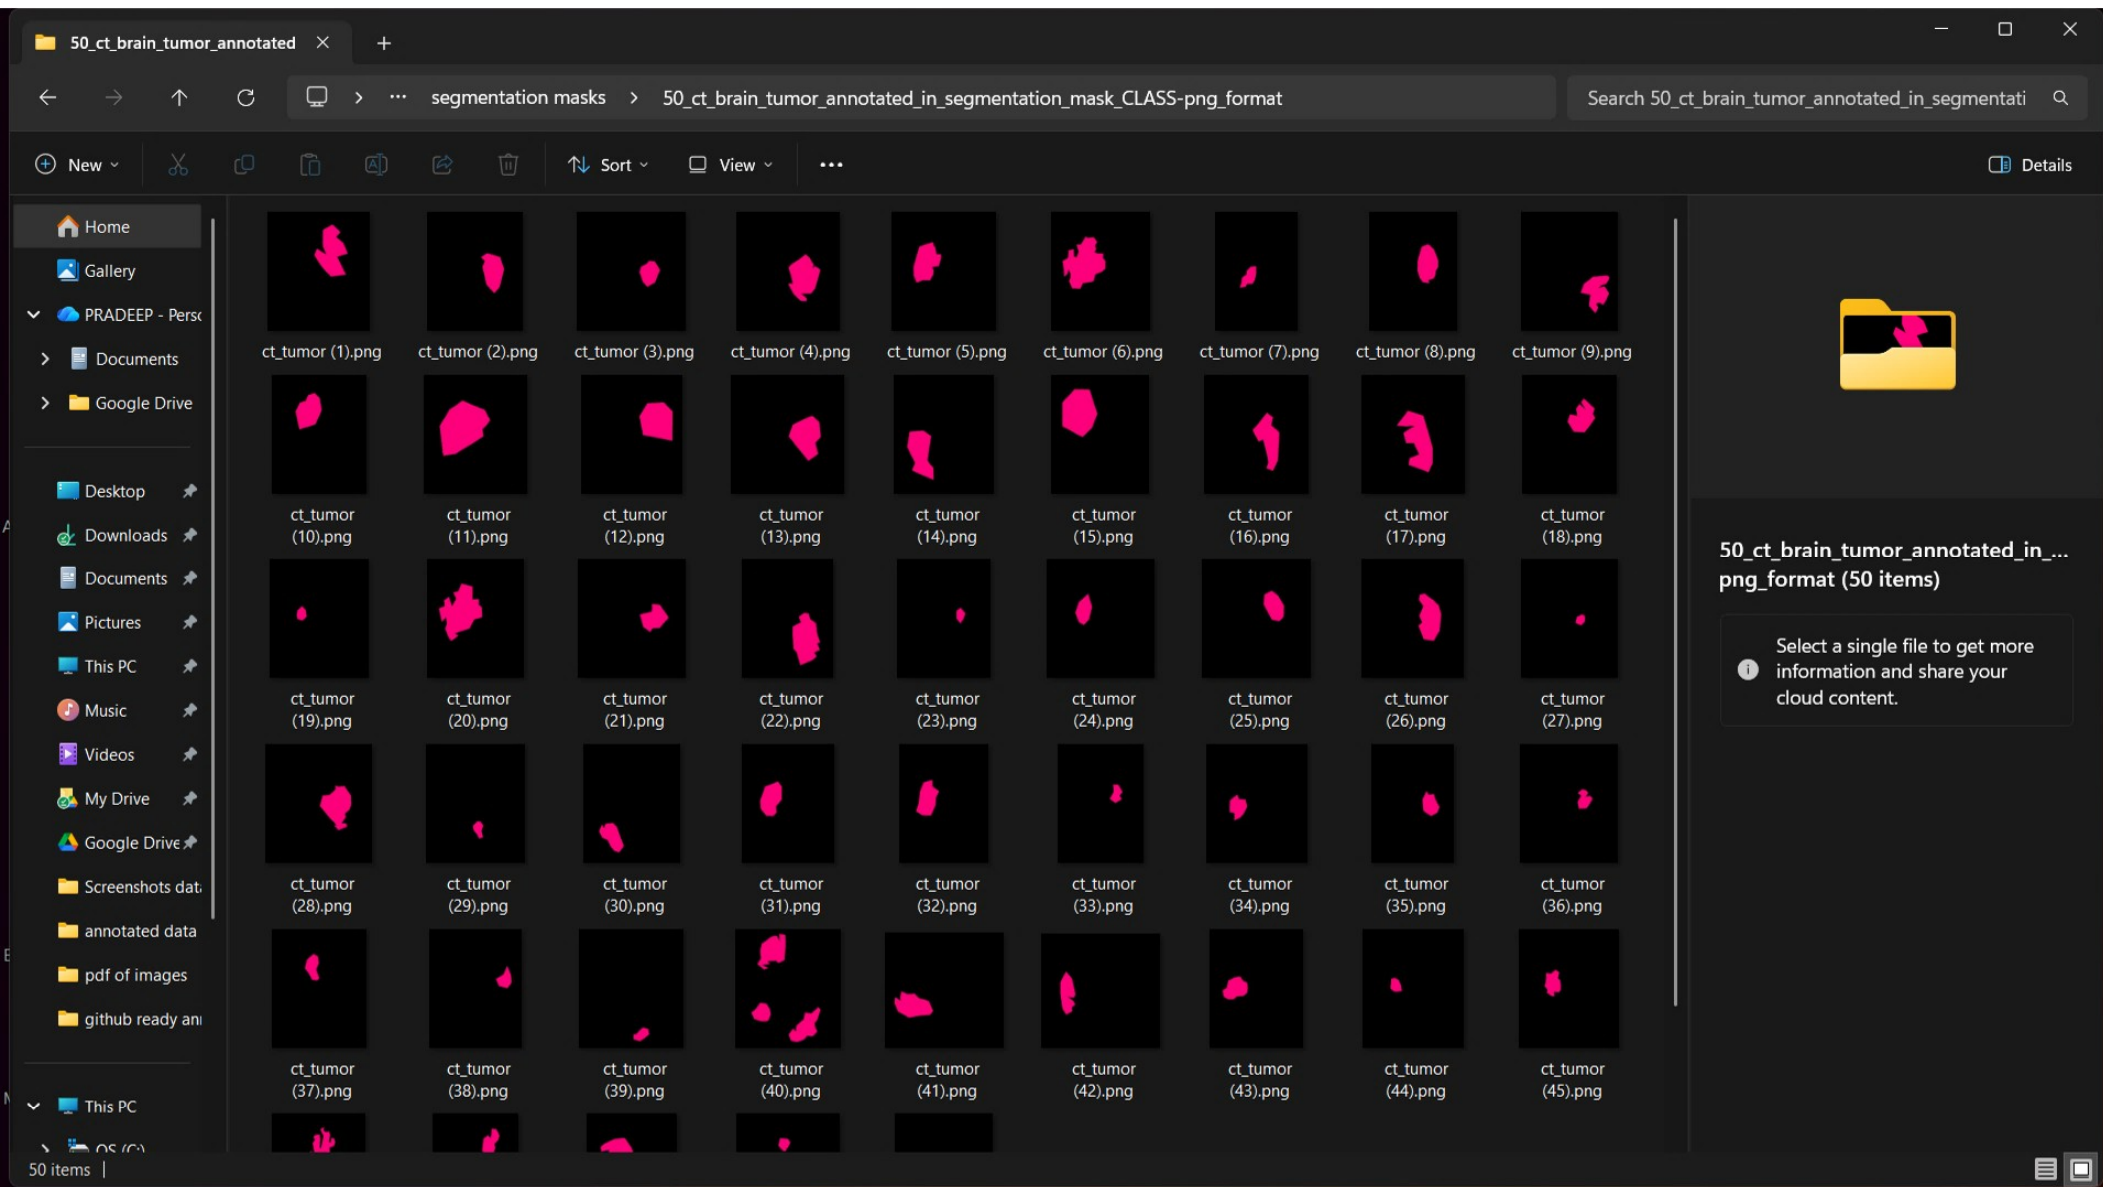 50_ct_brain_tumor_annotated
segmentation masks
50_ct_brain_tumor_annotated_in_segmentation_mask_CLASS-png_format
Search 50_ct_brain_tumor_annotated_in_segmentati
New
Sort
View
Details
Home
Gallery
PRADEEP - Perso
Documents
Google Drive
Desktop
Downloads
Documents
Pictures
This PC
Music
Videos
My Drive
Google Drive
Screenshots data
annotated data
pdf of images
github ready ann
This PC
OS (C:)
ct_tumor (1).png
ct_tumor (2).png
ct_tumor (3).png
ct_tumor (4).png
ct_tumor (5).png
ct_tumor (6).png
ct_tumor (7).png
ct_tumor (8).png
ct_tumor (9).png
ct_tumor
(10).png
ct_tumor
(11).png
ct_tumor
(12).png
ct_tumor
(13).png
ct_tumor
(14).png
ct_tumor
(15).png
ct_tumor
(16).png
ct_tumor
(17).png
ct_tumor
(18).png
ct_tumor
(19).png
ct_tumor
(20).png
ct_tumor
(21).png
ct_tumor
(22).png
ct_tumor
(23).png
ct_tumor
(24).png
ct_tumor
(25).png
ct_tumor
(26).png
ct_tumor
(27).png
ct_tumor
(28).png
ct_tumor
(29).png
ct_tumor
(30).png
ct_tumor
(31).png
ct_tumor
(32).png
ct_tumor
(33).png
ct_tumor
(34).png
ct_tumor
(35).png
ct_tumor
(36).png
ct_tumor
(37).png
ct_tumor
(38).png
ct_tumor
(39).png
ct_tumor
(40).png
ct_tumor
(41).png
ct_tumor
(42).png
ct_tumor
(43).png
ct_tumor
(44).png
ct_tumor
(45).png
50_ct_brain_tumor_annotated_in_...
png_format (50 items)
Select a single file to get more
information and share your
cloud content.
50 items